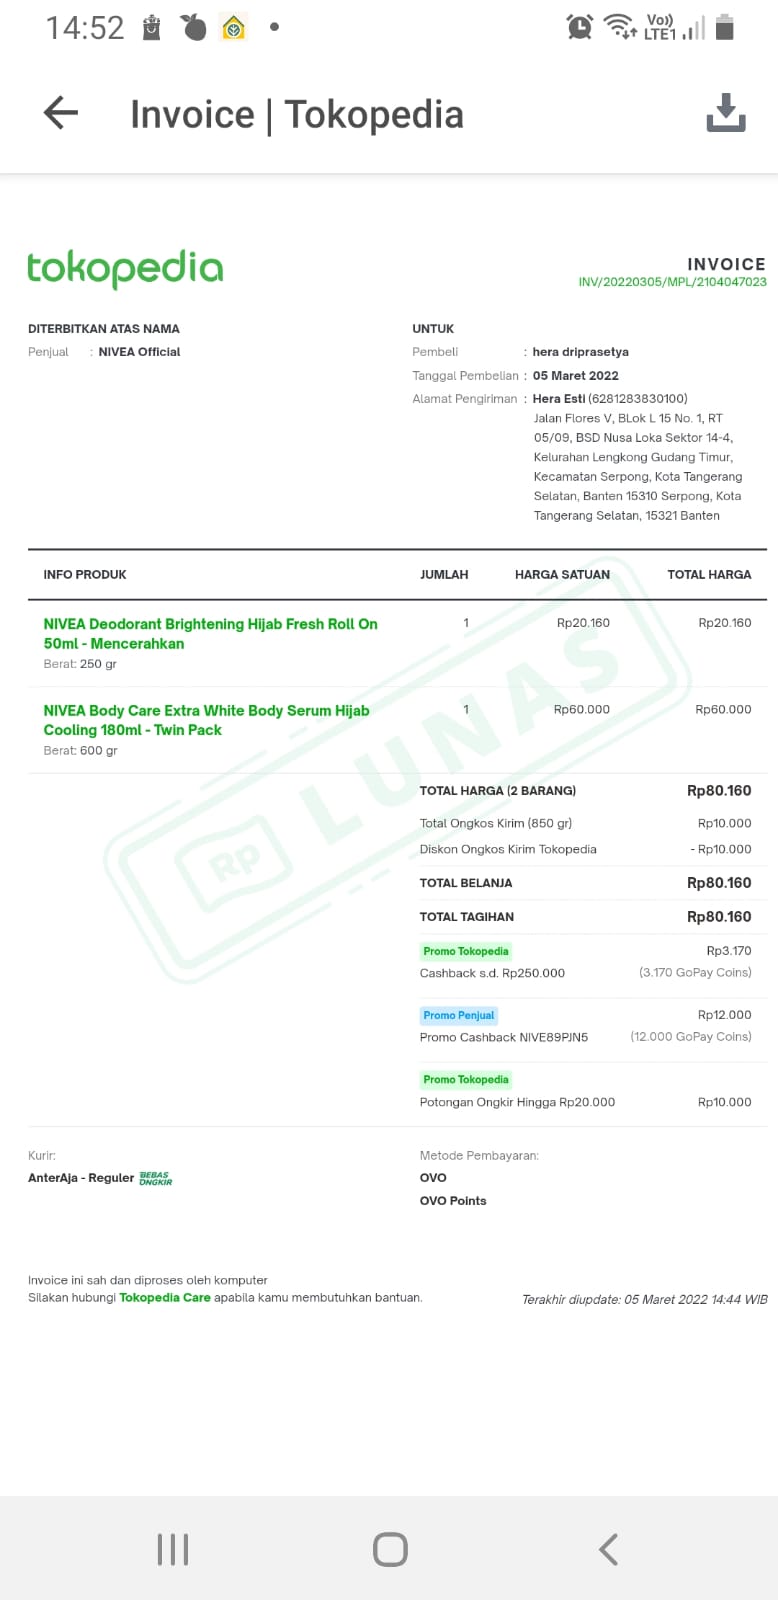 14:52
Vo)) LTE1
Invoice | Tokopedia
tokopedia
INVOICE
INV/20220305/MPL/2104047023
DITERBITKAN ATAS NAMA
Penjual : NIVEA Official
UNTUK
Pembeli : hera driprasetya
Tanggal Pembelian : 05 Maret 2022
Alamat Pengiriman : Hera Esti (6281283830100)
Jalan Flores V, BLok L 15 No. 1, RT
05/09, BSD Nusa Loka Sektor 14-4,
Kelurahan Lengkong Gudang Timur,
Kecamatan Serpong, Kota Tangerang
Selatan, Banten 15310 Serpong, Kota
Tangerang Selatan, 15321 Banten
INFO PRODUK JUMLAH HARGA SATUAN TOTAL HARGA
NIVEA Deodorant Brightening Hijab Fresh Roll On 1 Rp20.160 Rp20.160
50ml - Mencerahkan
Berat: 250 gr
NIVEA Body Care Extra White Body Serum Hijab 1 Rp60.000 Rp60.000
Cooling 180ml - Twin Pack
Berat: 600 gr
Rp LUNAS
TOTAL HARGA (2 BARANG) Rp80.160
Total Ongkos Kirim (850 gr) Rp10.000
Diskon Ongkos Kirim Tokopedia - Rp10.000
TOTAL BELANJA Rp80.160
TOTAL TAGIHAN Rp80.160
Promo Tokopedia Rp3.170
Cashback s.d. Rp250.000 (3.170 GoPay Coins)
Promo Penjual Rp12.000
Promo Cashback NIVE89PJN5 (12.000 GoPay Coins)
Promo Tokopedia
Potongan Ongkir Hingga Rp20.000 Rp10.000
Kurir:
AnterAja - Reguler BEBAS ONGKIR
Metode Pembayaran:
OVO
OVO Points
Invoice ini sah dan diproses oleh komputer
Silakan hubungi Tokopedia Care apabila kamu membutuhkan bantuan.
Terakhir diupdate: 05 Maret 2022 14:44 WIB